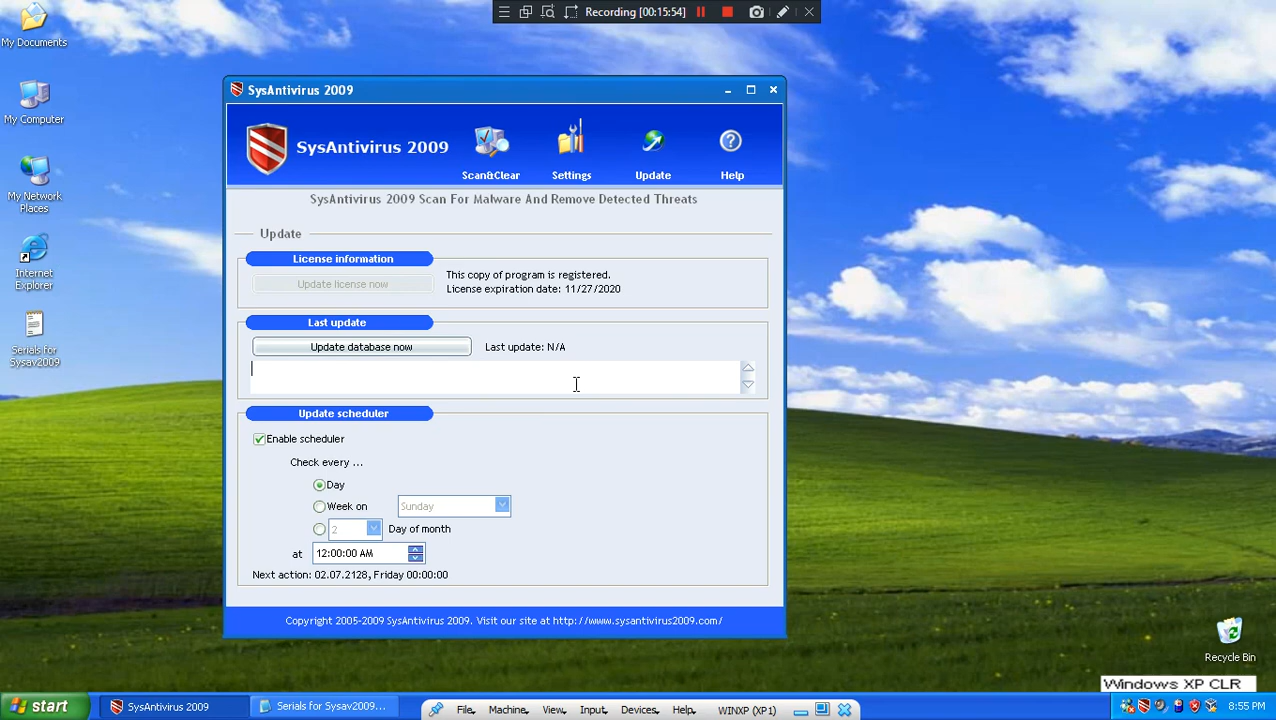 Recording [00:15:54]
My Documents
My Computer
My Network
Places
Internet
Explorer
Serials for
Sysav2009
SysAntivirus 2009
SysAntivirus 2009
Scan&Clear
Settings
Update
Help
SysAntivirus 2009 Scan For Malware And Remove Detected Threats
Update
License information
Update license now
This copy of program is registered.
License expiration date: 11/27/2020
Last update
Update database now
Last update: N/A
Update scheduler
Enable scheduler
Check every ...
Day
Week on
Sunday
2
Day of month
at
12:00:00 AM
Next action: 02.07.2128, Friday 00:00:00
Copyright 2005-2009 SysAntivirus 2009. Visit our site at http://www.sysantivirus2009.com/
Recycle Bin
Windows XP CLR
start
SysAntivirus 2009
Serials for Sysav2009...
File, Machine, View, Input, Devices, Help, WINXP (XP1)
8:55 PM